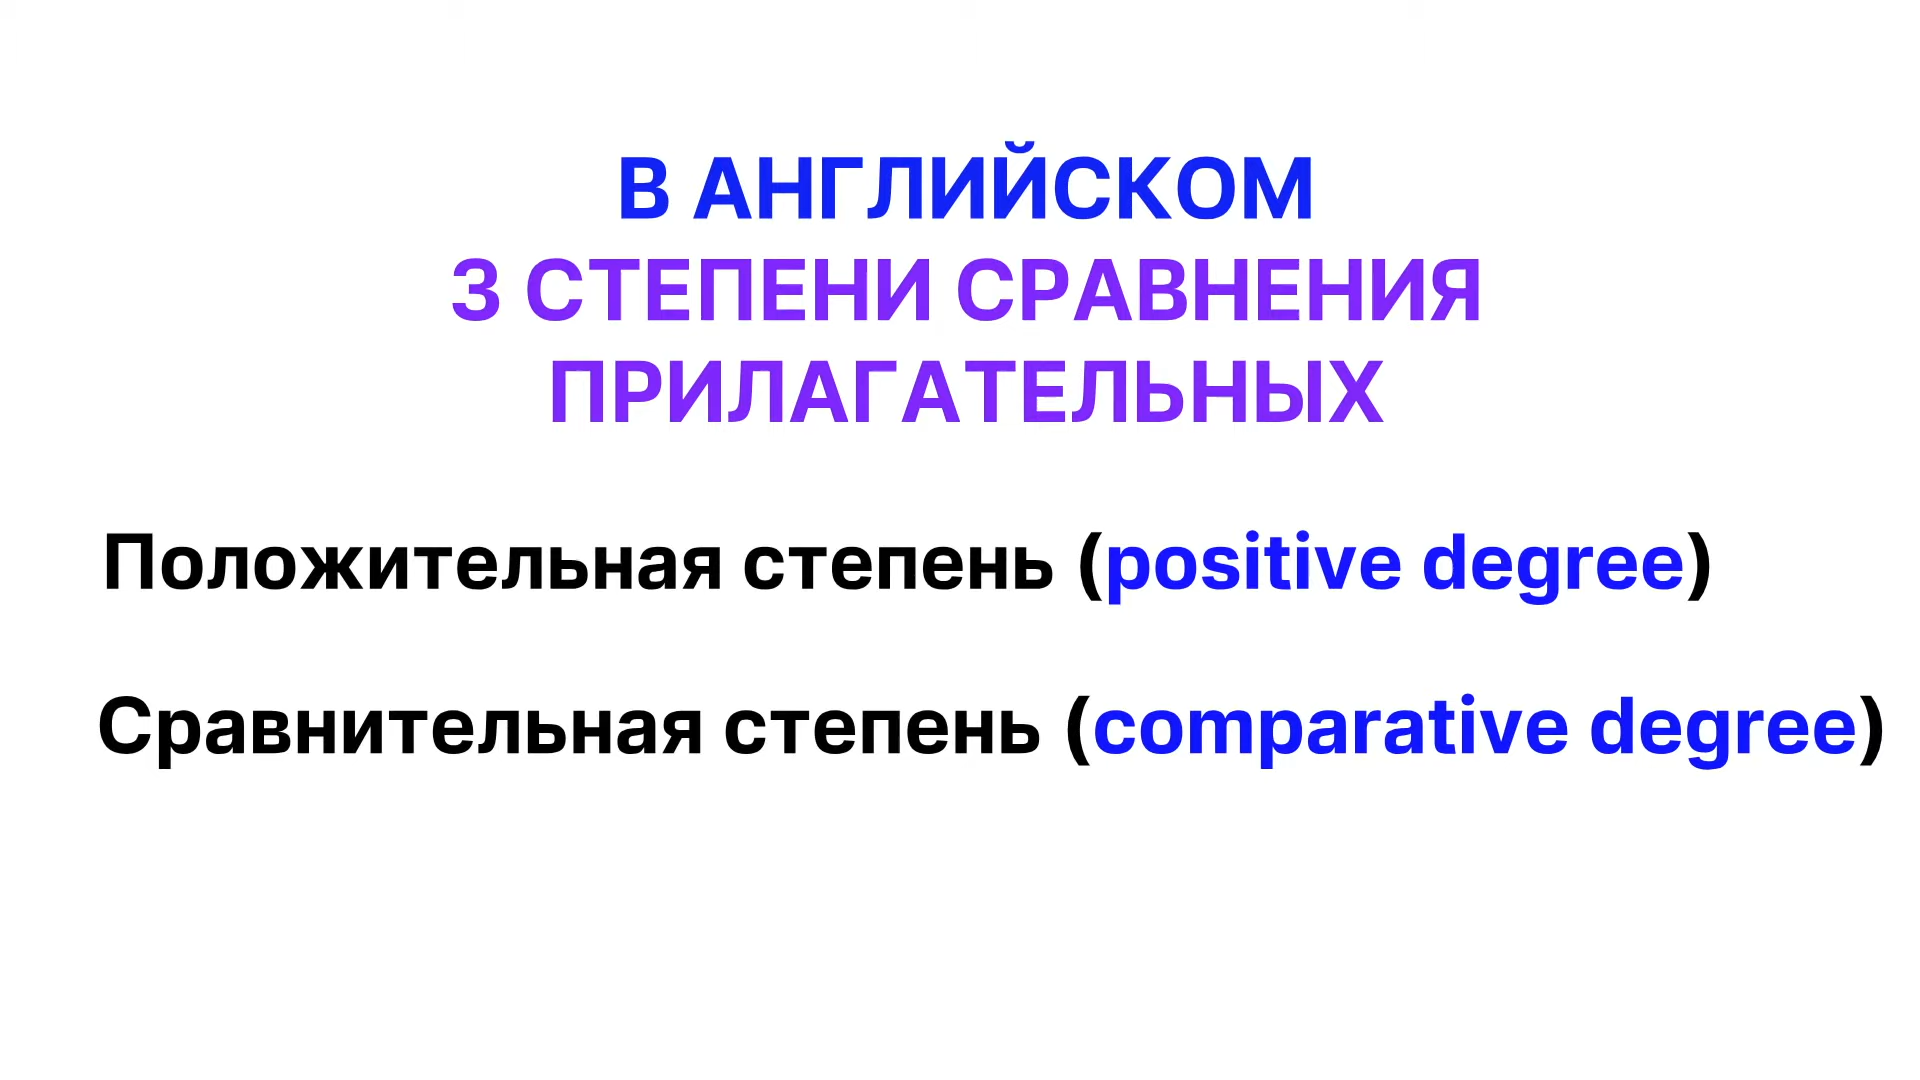 В АНГЛИЙСКОМ
3 СТЕПЕНИ СРАВНЕНИЯ
ПРИЛАГАТЕЛЬНЫХ
Положительная степень (positive degree)
Сравнительная степень (comparative degree)